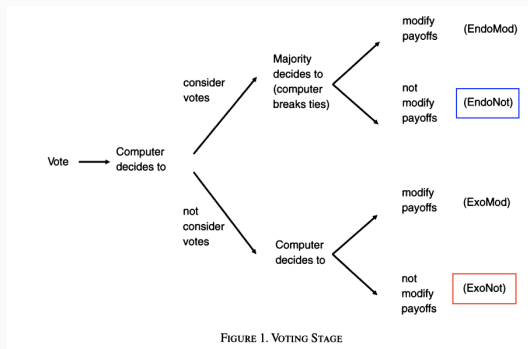 modify
payoffs
(EndoMod)
Majority
decides to
(computer
breaks ties)
consider
votes
not
modify
payoffs
(EndoNot)
Vote
Computer
decides to
not
consider
votes
modify
payoffs
(ExoMod)
Computer
decides to
not
modify
payoffs
(ExoNot)
FIGURE 1. VOTING STAGE